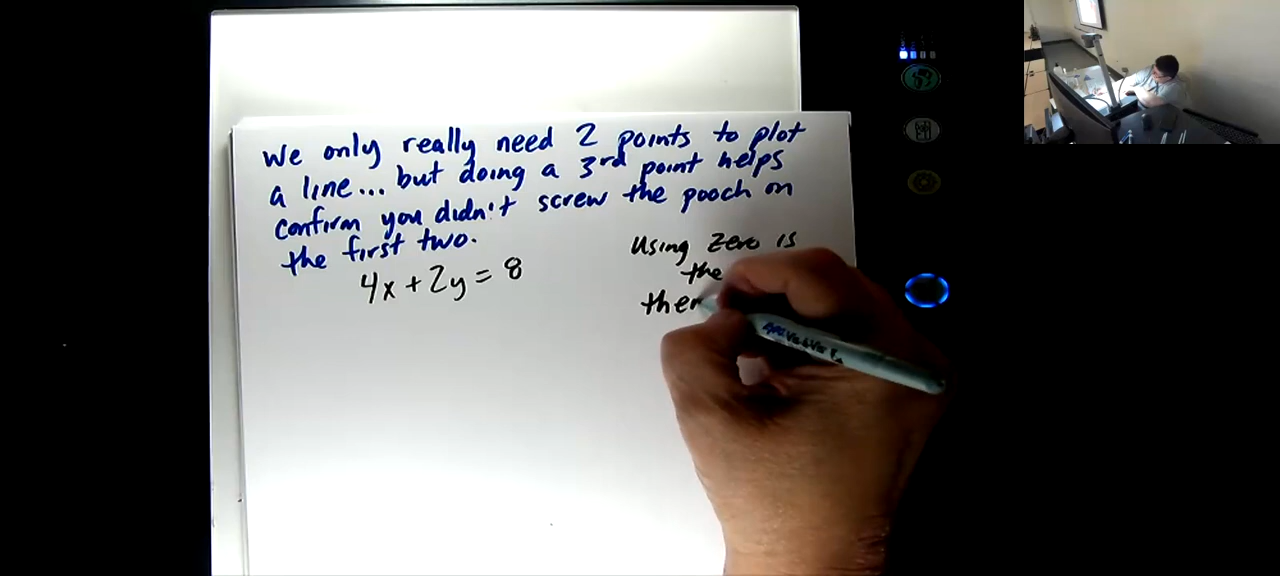 We only really need 2 points to plot
a line... but doing a 3rd point helps
confirm you didn't screw the pooch on
the first two.
4x + 2y = 8
Using zero is
the
ther